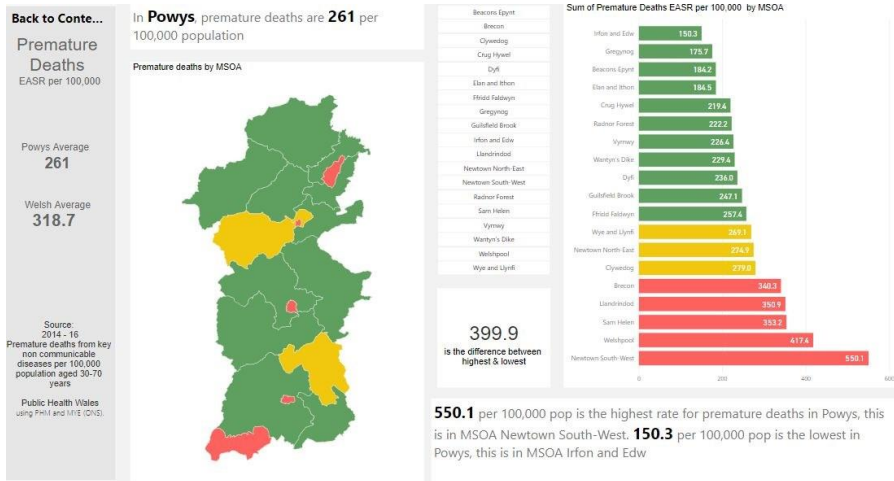 Back to Conte...
Premature
Deaths
EASR per 100,000
Powys Average
261
Welsh Average
318.7
Source:
2014 - 16
Premature deaths from key
non communicable
diseases per 100,000
population aged 30-70
years
Public Health Wales
using PHM and MYE (ONS).
In Powys, premature deaths are 261 per
100,000 population
Premature deaths by MSOA
Beacons Epynt
Brecon
Clywedog
Crug Hywel
Dyfi
Elan and Ithon
Ffridd Faldwyn
Gregynog
Guilsfield Brook
Irfon and Edw
Llandrindod
Newtown North-East
Newtown South-West
Radnor Forest
Sam Helen
Vyrnwy
Wantyn's Dike
Welshpool
Wye and Llynfi
399.9
is the difference between
highest & lowest
Sum of Premature Deaths EASR per 100,000 by MSOA
Irfon and Edw 150.3
Gregynog 175.7
Beacons Epynt 184.2
Elan and Ithon 184.5
Crug Hywel 219.4
Radnor Forest 222.2
Vyrnwy 226.4
Wantyn's Dike 229.4
Dyfi 236.0
Guilsfield Brook 247.1
Ffridd Faldwyn 257.4
Wye and Llynfi 269.1
Newtown North-East 274.9
Clywedog 279.0
Brecon 340.3
Llandrindod 350.9
Sam Helen 353.2
Welshpool 417.4
Newtown South-West 550.1
0 200 400 600
550.1 per 100,000 pop is the highest rate for premature deaths in Powys, this
is in MSOA Newtown South-West. 150.3 per 100,000 pop is the lowest in
Powys, this is in MSOA Irfon and Edw